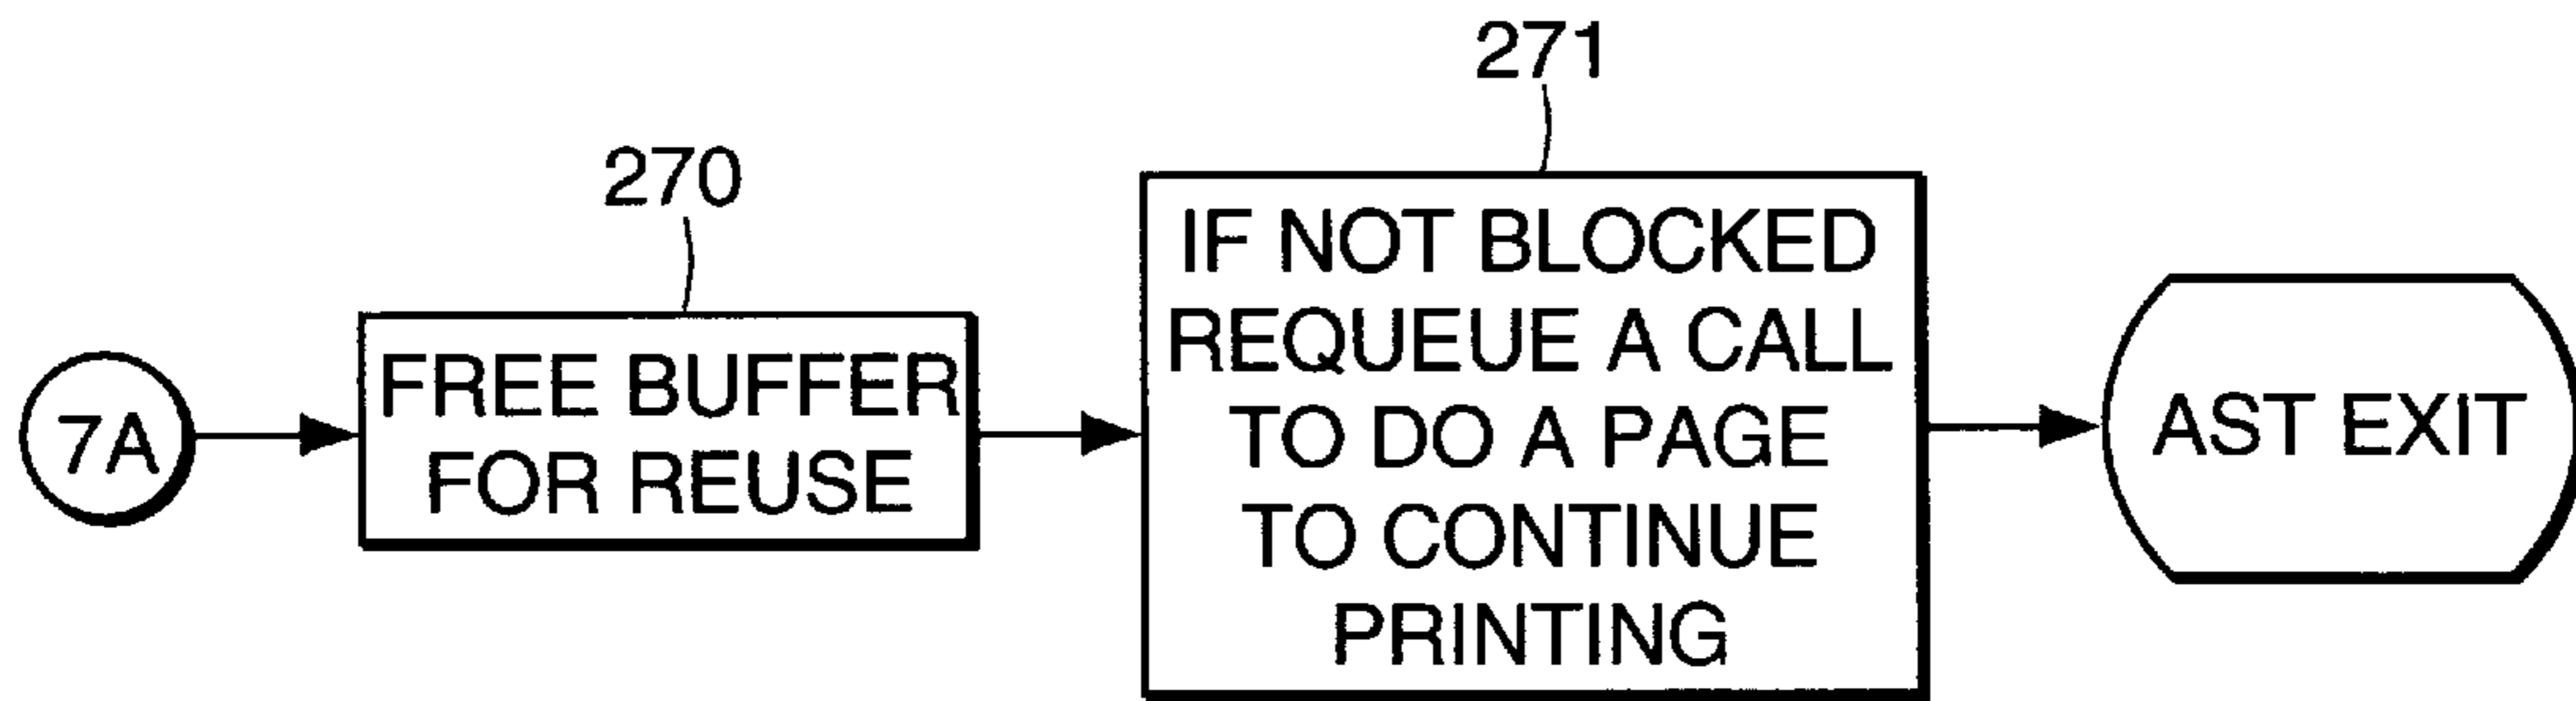 7A
270
FREE BUFFER
FOR REUSE
271
IF NOT BLOCKED
REQUEUE A CALL
TO DO A PAGE
TO CONTINUE
PRINTING
AST EXIT